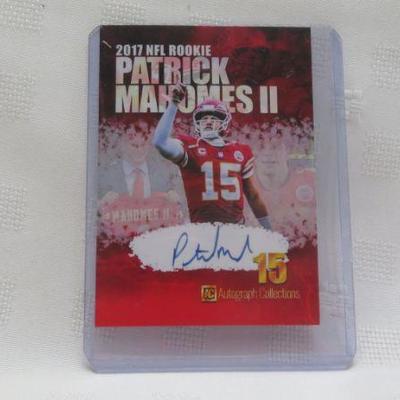 2017 NFL ROOKIE
PATRICK
MAHOMES II
15
MAHOMES II
15
AC Autograph Collections